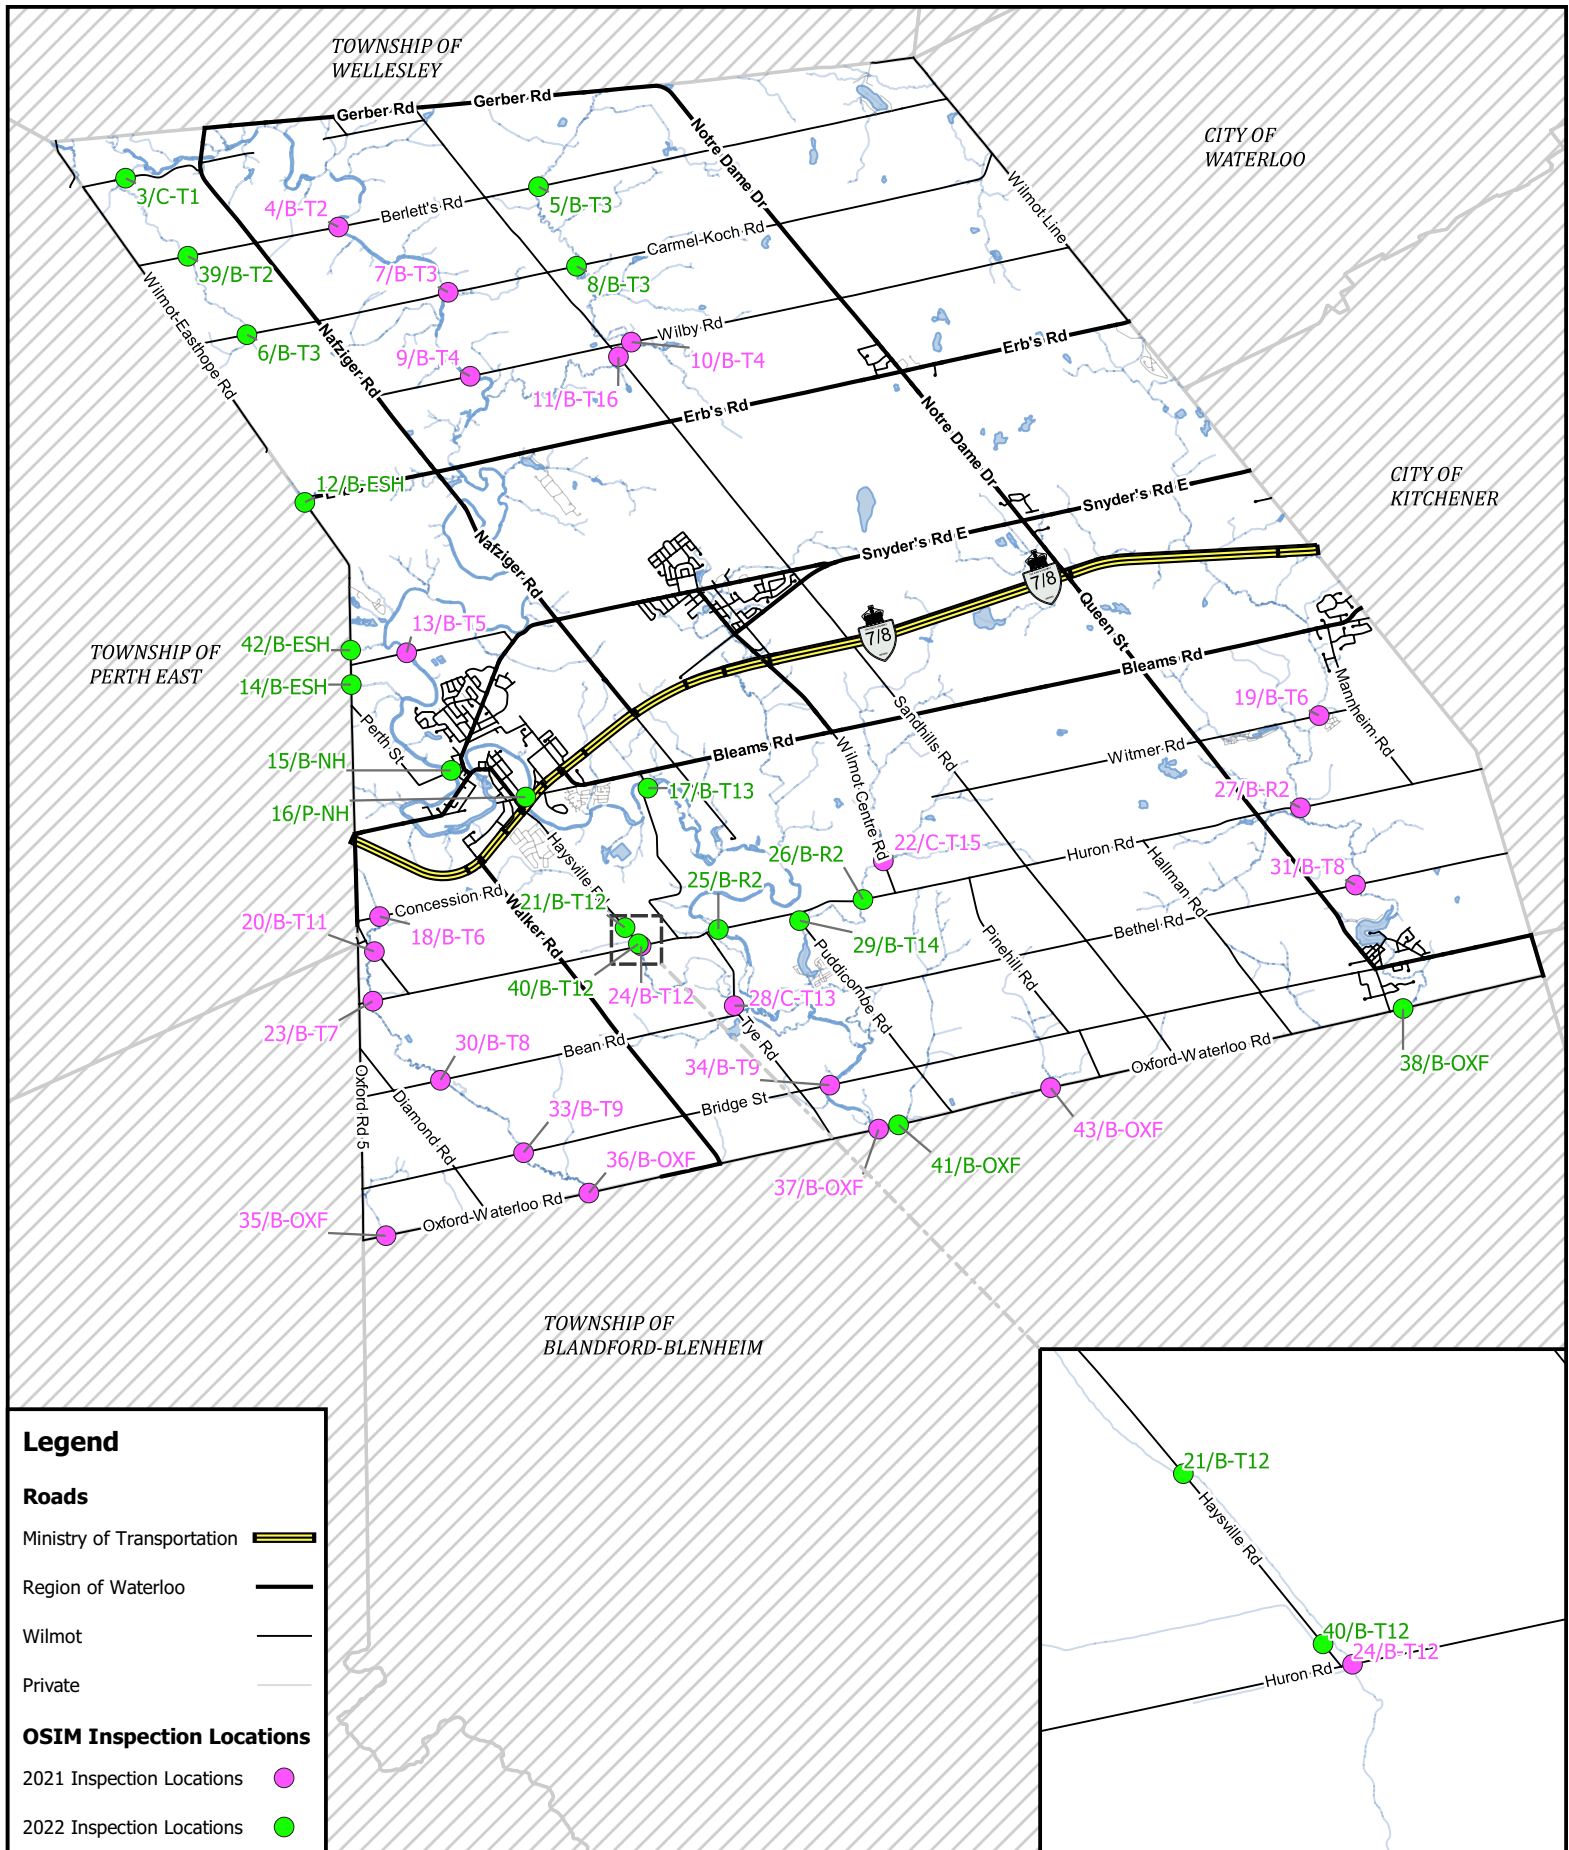 TOWNSHIP OF
WELLESLEY
Gerber Rd
Gerber Rd
Notre Dame Dr
CITY OF
WATERLOO
Wilmot Line
3/C-T1
4/B-T2
Berlett's Rd
5/B-T3
Carmel-Koch Rd
39/B-T2
7/B-T3
8/B-T3
Wilmot-Easthope Rd
6/B-T3
Nafziger Rd
9/B-T4
Wilby Rd
10/B-T4
11/B-T16
Erb's Rd
Erb's Rd
Notre Dame Dr
12/B-ESH
CITY OF
KITCHENER
Snyder's Rd E
Snyder's Rd E
Nafziger Rd
7/8
7/8
Queen St
13/B-T5
42/B-ESH
TOWNSHIP OF
PERTH EAST
14/B-ESH
Perth St
Bleams Rd
Bleams Rd
Sandhills Rd
19/B-T6
Mannheim Rd
Witmer Rd
Wilmot Centre Rd
15/B-NH
16/P-NH
17/B-T13
27/B-R2
Haysville Rd
22/C-T15
Huron Rd
Hallman Rd
26/B-R2
25/B-R2
31/B-T8
Concession Rd
21/B-T12
20/B-T11
18/B-T6
Walker Rd
29/B-T14
Bethel Rd
Puddicombe Rd
Pinehill Rd
40/B-T12
24/B-T12
28/C-T13
23/B-T7
Tye Rd
30/B-T8
Bean Rd
34/B-T9
Oxford-Waterloo Rd
38/B-OXF
Oxford Rd 5
Diamond Rd
Bridge St
33/B-T9
43/B-OXF
41/B-OXF
36/B-OXF
37/B-OXF
35/B-OXF
Oxford-Waterloo Rd
TOWNSHIP OF
BLANDFORD-BLENHEIM
Legend
Roads
Ministry of Transportation
Region of Waterloo
Wilmot
Private
OSIM Inspection Locations
2021 Inspection Locations
2022 Inspection Locations
21/B-T12
Haysville Rd
40/B-T12
24/B-T12
Huron Rd